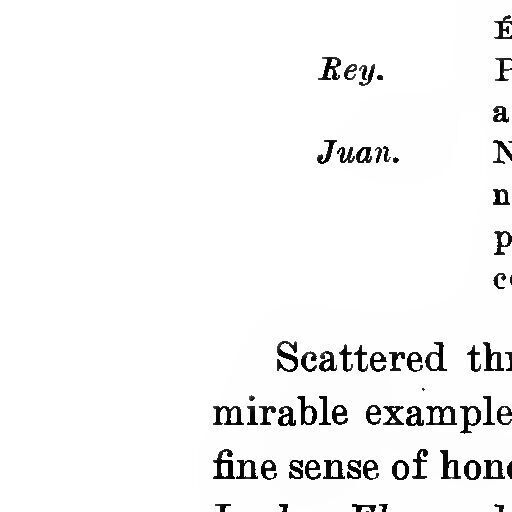 É
Rey. P
a
Juan. N
n
p
c
Scattered thr
mirable example
fine sense of hon